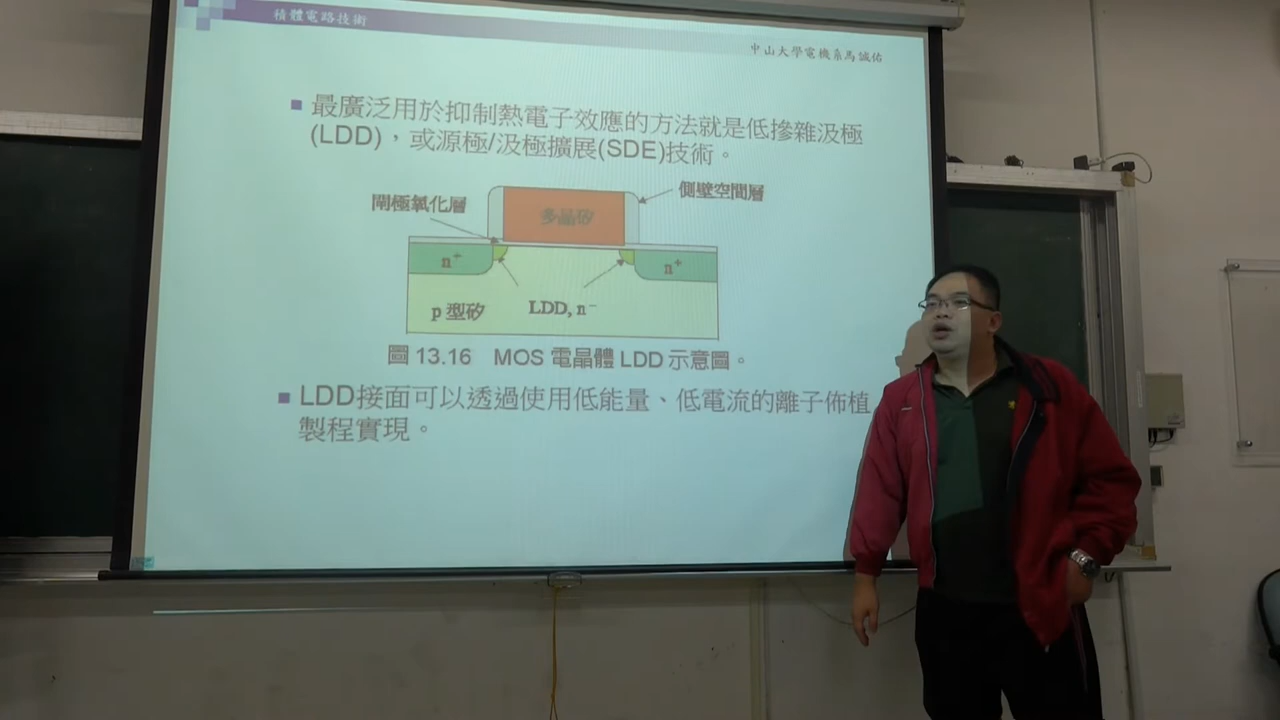 積體電路技術
中山大學電機系馬誠佑
最廣泛用於抑制熱電子效應的方法就是低摻雜汲極
(LDD),或源極/汲極擴展(SDE)技術。
閘極氧化層
多晶矽
側壁空間層
n⁺
n⁺
p 型矽
LDD, n⁻
圖 13.16 MOS 電晶體 LDD 示意圖。
LDD接面可以透過使用低能量、低電流的離子佈植
製程實現。